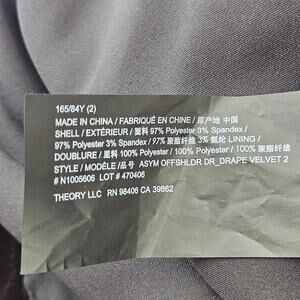 165/84Y (2)
MADE IN CHINA / FABRIQUÉ EN CHINE / 原产地 中国
SHELL / EXTÉRIEUR / 面料 97% Polyester 3% Spandex /
97% Polyester 3% Spandex / 97% 聚酯纤维 3% 氨纶 LINING /
DOUBLURE / 里料 100% Polyester / 100% Polyester / 100% 聚酯纤维
STYLE / MODÈLE / 品号 ASYM OFFSHLDR DR_DRAPE VELVET 2
# N1005606 LOT # 470406
THEORY LLC RN 98406 CA 39862